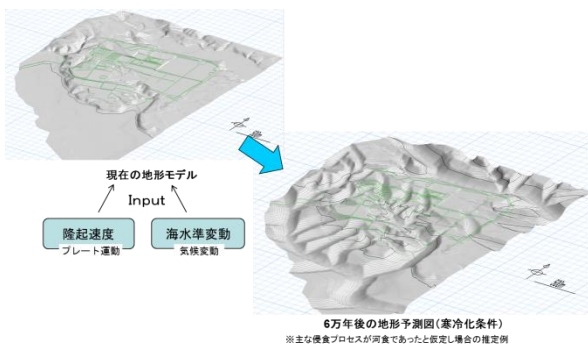 現在の地形モデル
Input
隆起速度
プレート運動
海水準変動
気候変動
6万年後の地形予測図(寒冷化条件)
※主な侵食プロセスが河食であったと仮定し場合の推定例